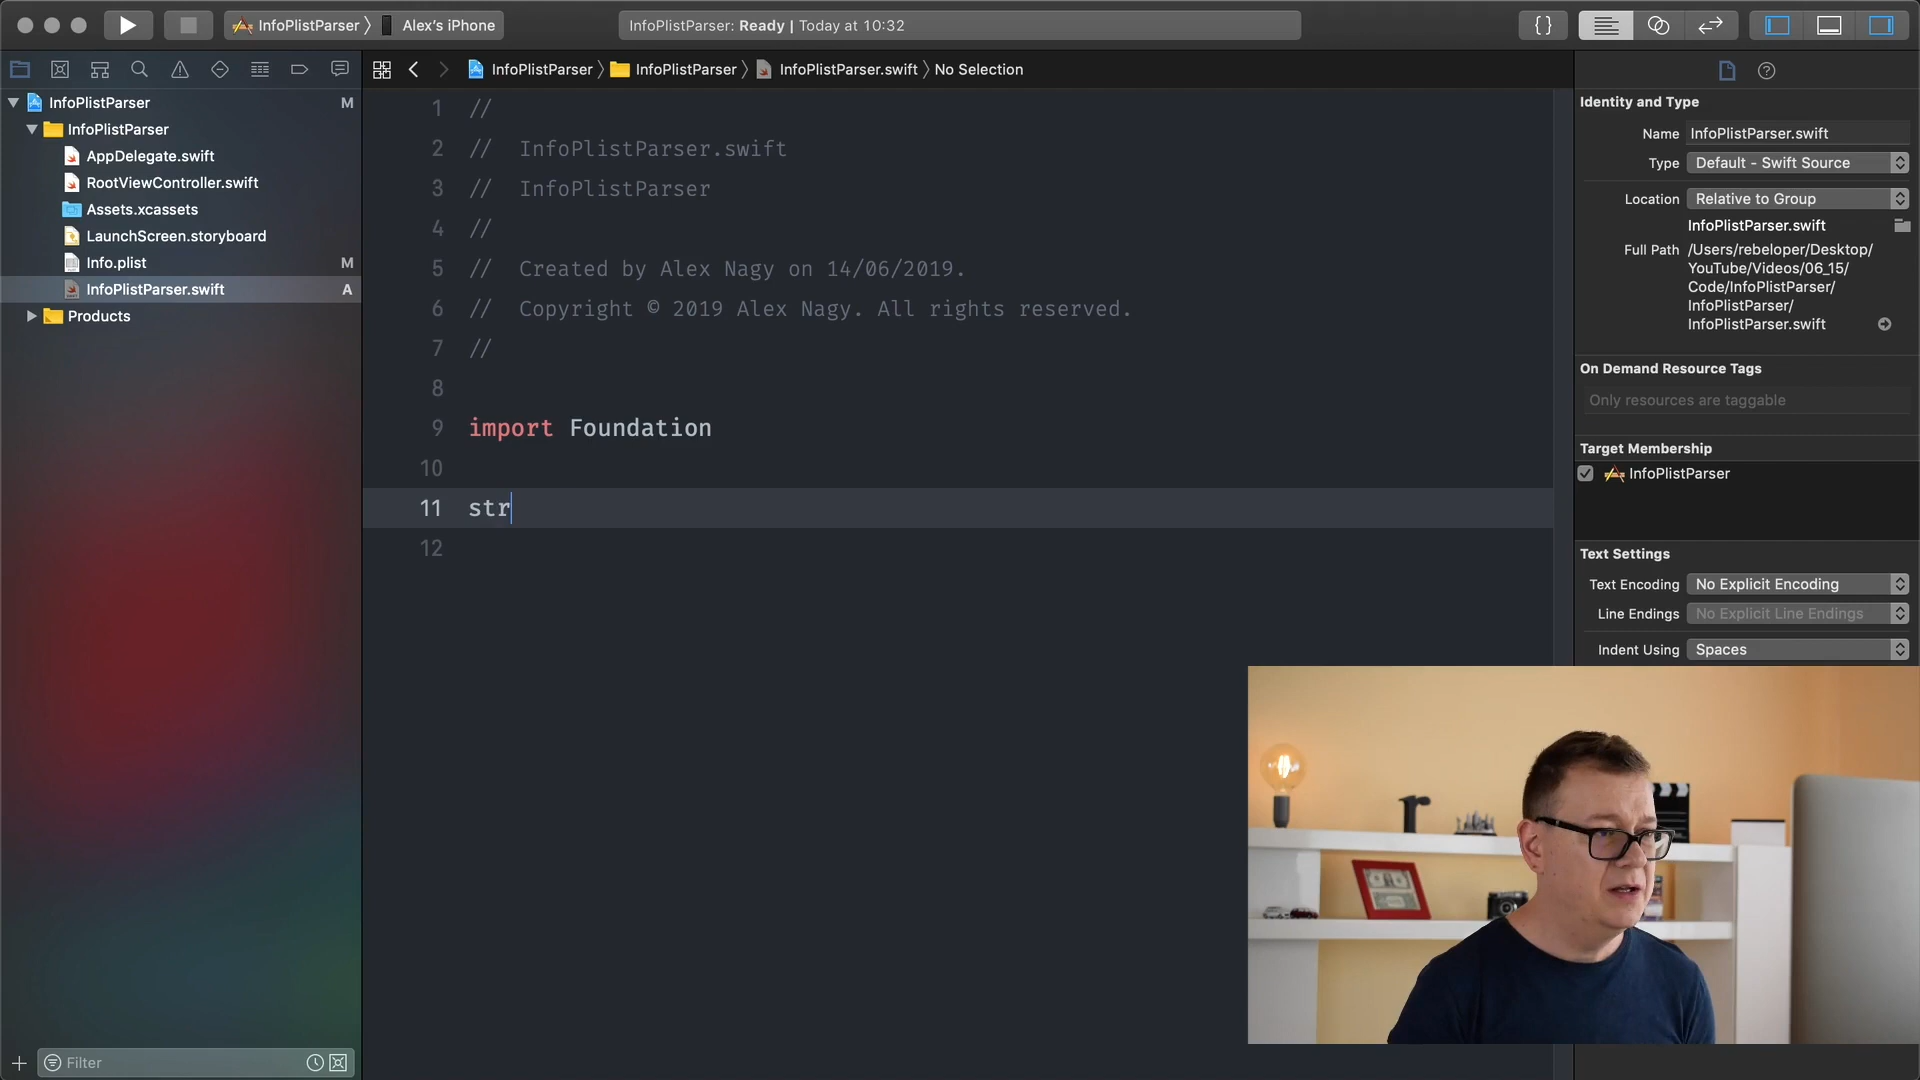 InfoPlistParser 〉 Alex's iPhone
InfoPlistParser: Ready | Today at 10:32
{}
InfoPlistParser 〉 InfoPlistParser 〉 InfoPlistParser.swift 〉 No Selection
InfoPlistParser M
InfoPlistParser
AppDelegate.swift
RootViewController.swift
Assets.xcassets
LaunchScreen.storyboard
Info.plist M
InfoPlistParser.swift A
Products
Filter
1 //
2 // InfoPlistParser.swift
3 // InfoPlistParser
4 //
5 // Created by Alex Nagy on 14/06/2019.
6 // Copyright © 2019 Alex Nagy. All rights reserved.
7 //
8
9 import Foundation
10
11 str
12
Identity and Type
Name InfoPlistParser.swift
Type Default - Swift Source
Location Relative to Group
InfoPlistParser.swift
Full Path /Users/rebeloper/Desktop/
YouTube/Videos/06_15/
Code/InfoPlistParser/
InfoPlistParser/
InfoPlistParser.swift
On Demand Resource Tags
Only resources are taggable
Target Membership
InfoPlistParser
Text Settings
Text Encoding No Explicit Encoding
Line Endings No Explicit Line Endings
Indent Using Spaces